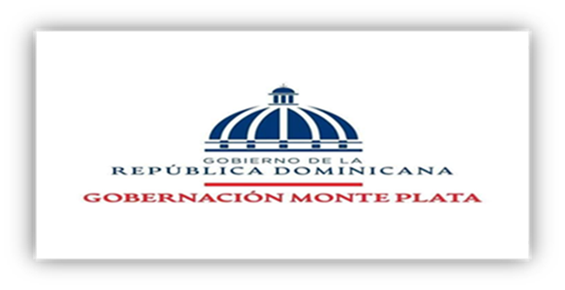 GOBIERNO DE LA
REPÚBLICA DOMINICANA
GOBERNACIÓN MONTE PLATA